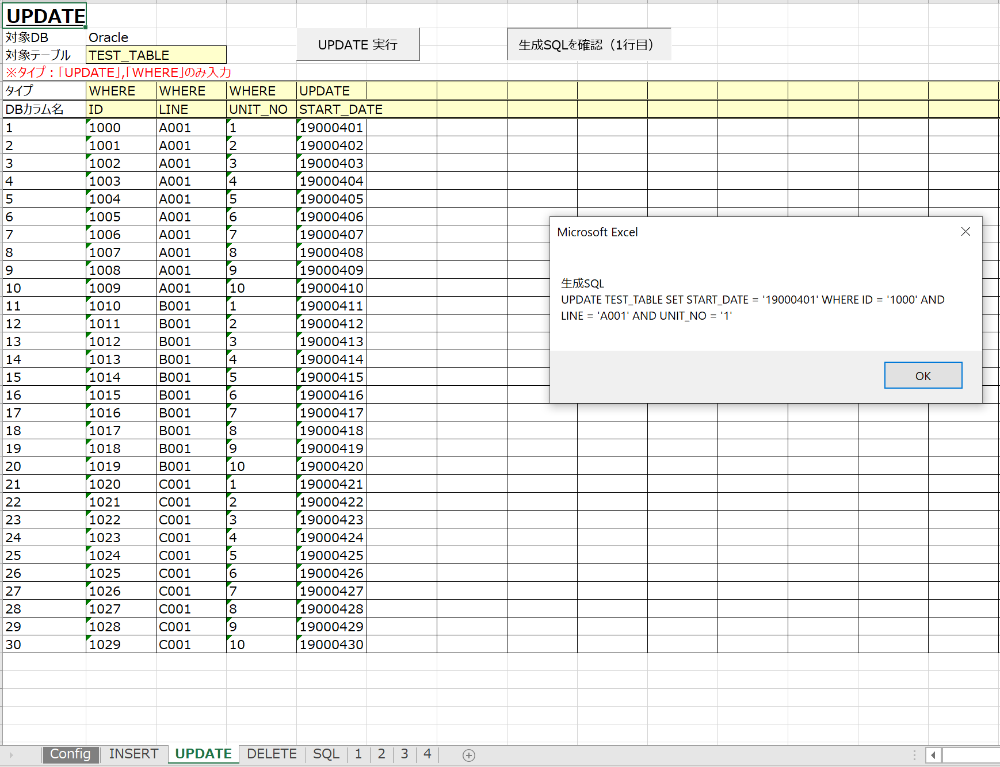 UPDATE
対象DB Oracle
対象テーブル TEST_TABLE
UPDATE 実行
生成SQLを確認（1行目）
※タイプ：「UPDATE」,「WHERE」のみ入力
タイプ WHERE WHERE WHERE UPDATE
DBカラム名 ID LINE UNIT_NO START_DATE
1 1000 A001 1 19000401
2 1001 A001 2 19000402
3 1002 A001 3 19000403
4 1003 A001 4 19000404
5 1004 A001 5 19000405
6 1005 A001 6 19000406
7 1006 A001 7 19000407
8 1007 A001 8 19000408
9 1008 A001 9 19000409
10 1009 A001 10 19000410
11 1010 B001 1 19000411
12 1011 B001 2 19000412
13 1012 B001 3 19000413
14 1013 B001 4 19000414
15 1014 B001 5 19000415
16 1015 B001 6 19000416
17 1016 B001 7 19000417
18 1017 B001 8 19000418
19 1018 B001 9 19000419
20 1019 B001 10 19000420
21 1020 C001 1 19000421
22 1021 C001 2 19000422
23 1022 C001 3 19000423
24 1023 C001 4 19000424
25 1024 C001 5 19000425
26 1025 C001 6 19000426
27 1026 C001 7 19000427
28 1027 C001 8 19000428
29 1028 C001 9 19000429
30 1029 C001 10 19000430
Microsoft Excel
生成SQL
UPDATE TEST_TABLE SET START_DATE = '19000401' WHERE ID = '1000' AND
LINE = 'A001' AND UNIT_NO = '1'
OK
Config INSERT UPDATE DELETE SQL 1 2 3 4